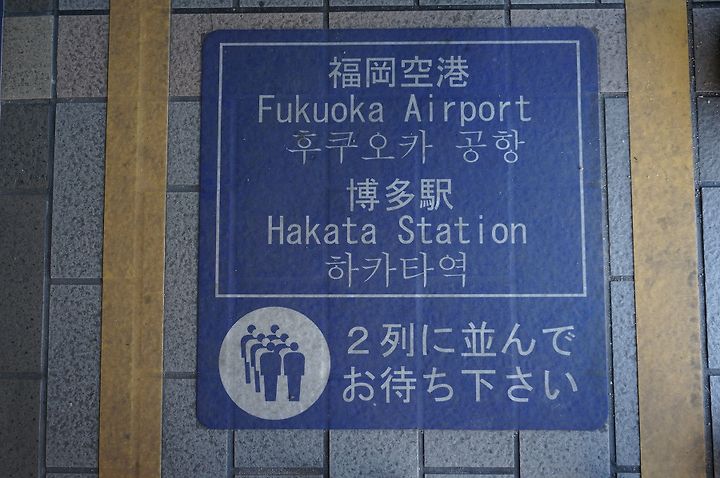 福岡空港
Fukuoka Airport
후쿠오카 공항
博多駅
Hakata Station
하카타역
２列に並んで
お待ち下さい